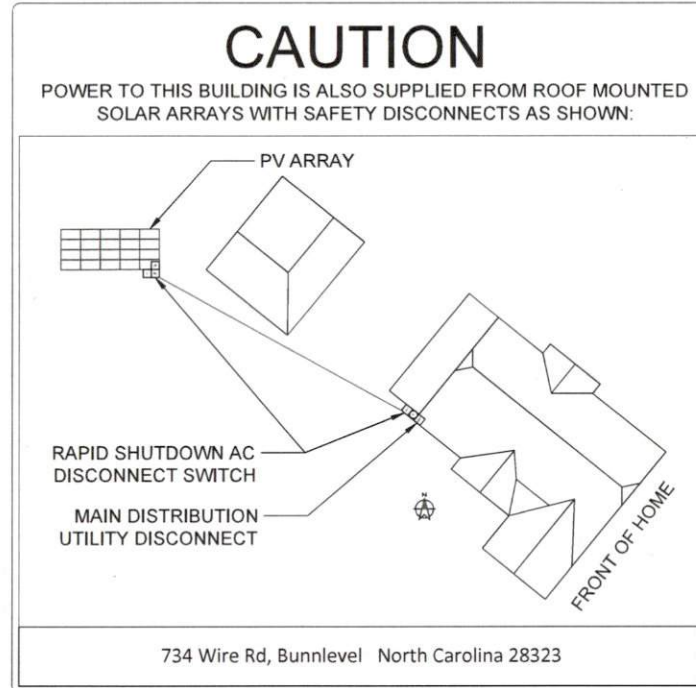 CAUTION
POWER TO THIS BUILDING IS ALSO SUPPLIED FROM ROOF MOUNTED
SOLAR ARRAYS WITH SAFETY DISCONNECTS AS SHOWN:
PV ARRAY
RAPID SHUTDOWN AC
DISCONNECT SWITCH
MAIN DISTRIBUTION
UTILITY DISCONNECT
N
FRONT OF HOME
734 Wire Rd, Bunnlevel North Carolina 28323